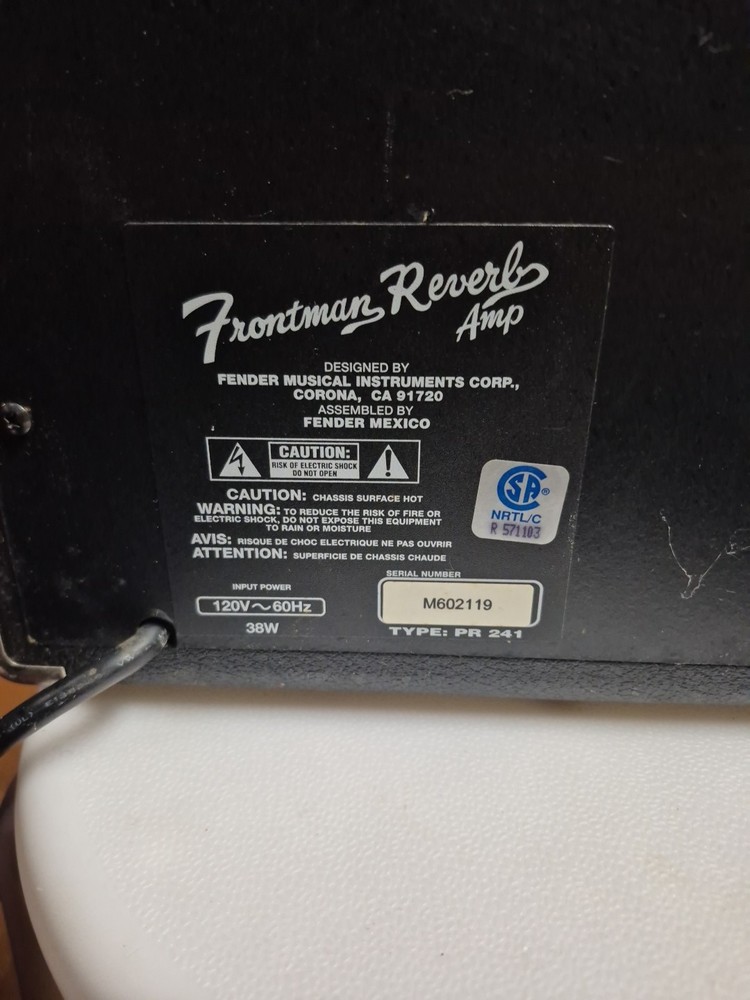 Frontman Reverb
Amp
DESIGNED BY
FENDER MUSICAL INSTRUMENTS CORP.,
CORONA, CA 91720
ASSEMBLED BY
FENDER MEXICO
CAUTION:
RISK OF ELECTRIC SHOCK
DO NOT OPEN
CAUTION: CHASSIS SURFACE HOT
WARNING: TO REDUCE THE RISK OF FIRE OR
ELECTRIC SHOCK, DO NOT EXPOSE THIS EQUIPMENT
TO RAIN OR MOISTURE
AVIS: RISQUE DE CHOC ELECTRIQUE NE PAS OUVRIR
ATTENTION: SUPERFICIE DE CHASSIS CHAUDE
SA ®
NRTL/C
R 571103
INPUT POWER
120V~60Hz
38W
SERIAL NUMBER
M602119
TYPE: PR 241